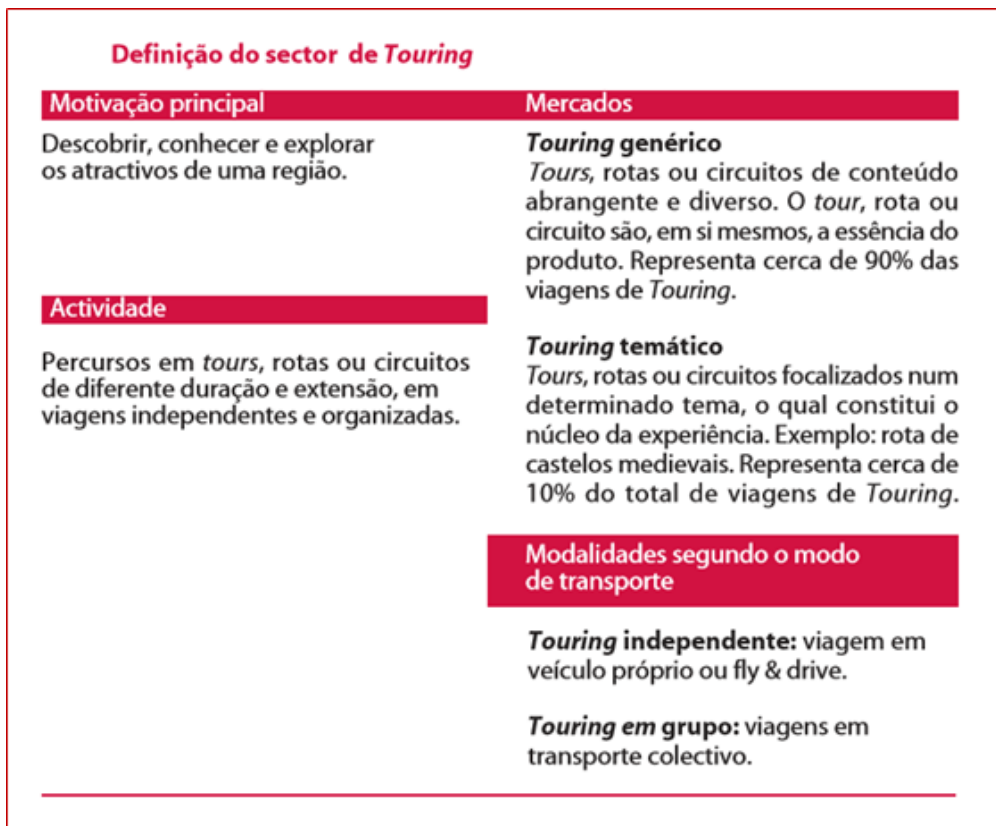 Definição do sector de Touring
Motivação principal
Descobrir, conhecer e explorar
os atractivos de uma região.
Actividade
Percursos em tours, rotas ou circuitos
de diferente duração e extensão, em
viagens independentes e organizadas.
Mercados
Touring genérico
Tours, rotas ou circuitos de conteúdo
abrangente e diverso. O tour, rota ou
circuito são, em si mesmos, a essência do
produto. Representa cerca de 90% das
viagens de Touring.
Touring temático
Tours, rotas ou circuitos focalizados num
determinado tema, o qual constitui o
núcleo da experiência. Exemplo: rota de
castelos medievais. Representa cerca de
10% do total de viagens de Touring.
Modalidades segundo o modo
de transporte
Touring independente: viagem em
veículo próprio ou fly & drive.
Touring em grupo: viagens em
transporte colectivo.